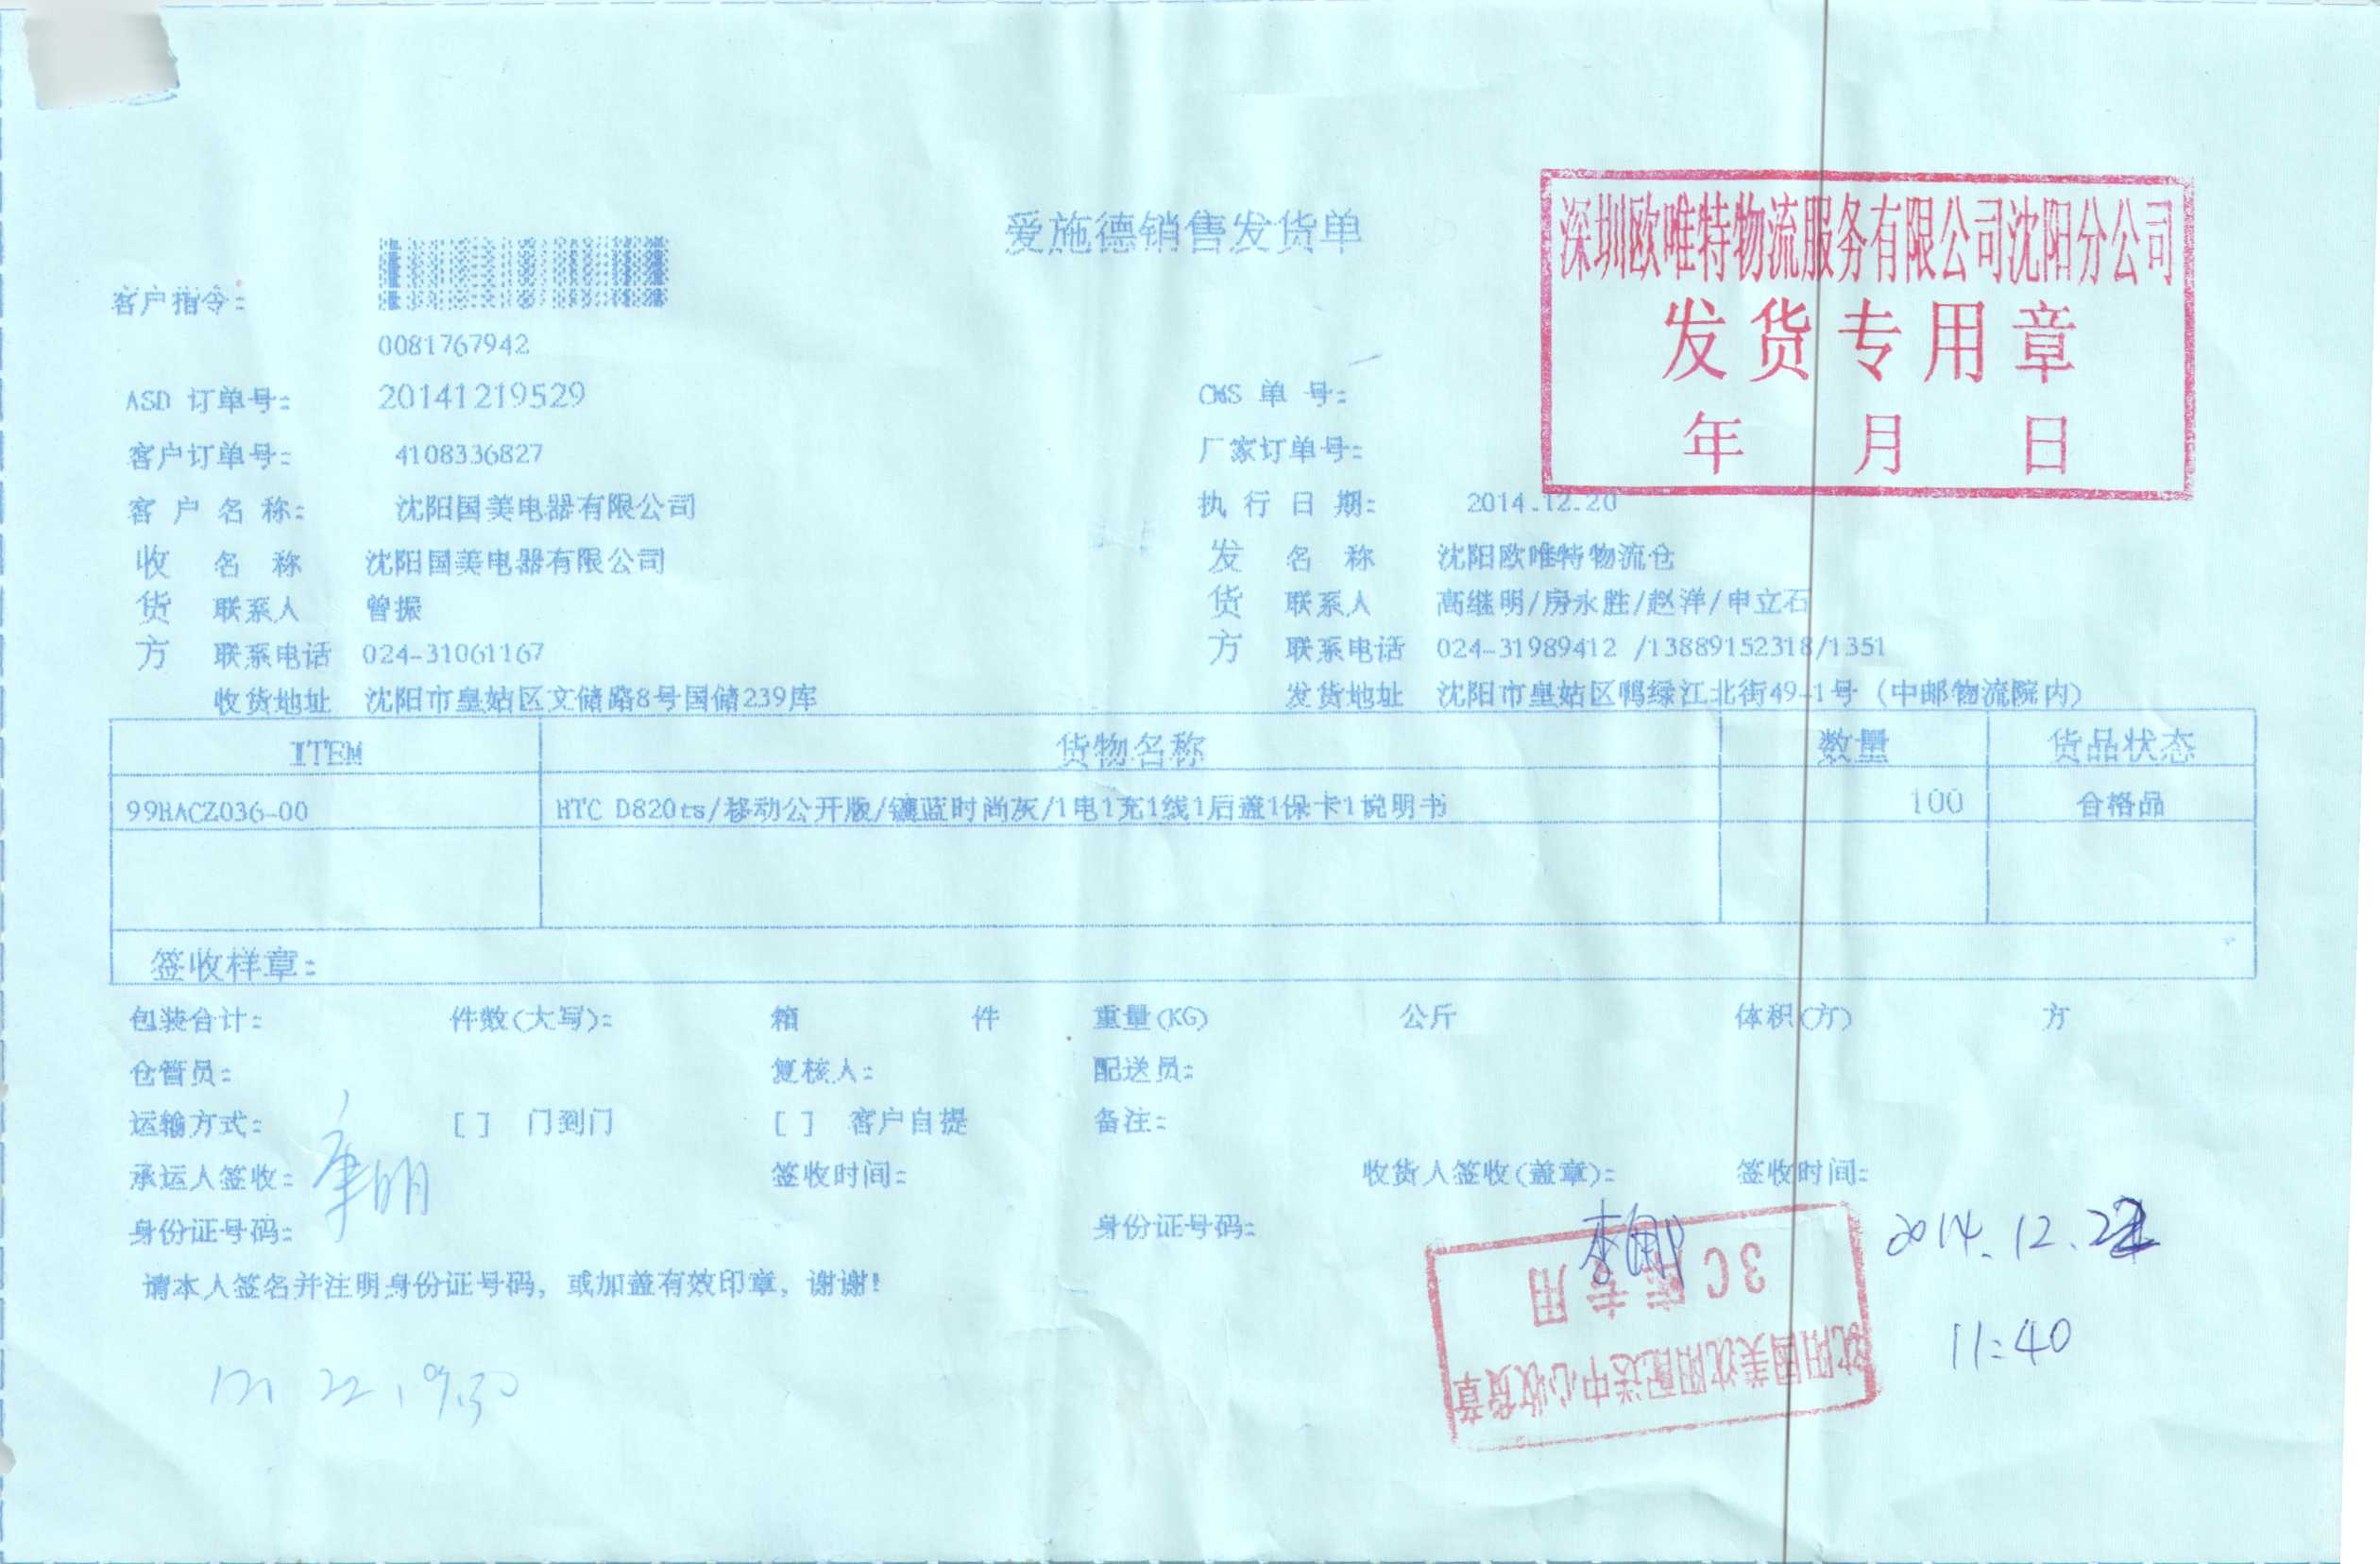 爱施德销售发货单
深圳欧唯特物流服务有限公司沈阳分公司
发货专用章
年 月 日
客户指令:
0081767942
ASD 订单号: 20141219529 CMS 单 号:
客户订单号: 4108336827 厂家订单号:
客 户 名 称: 沈阳国美电器有限公司 执 行 日 期: 2014.12.20
收 名 称 沈阳国美电器有限公司 发 名 称 沈阳欧唯特物流仓
货 联系人 曾振 货 联系人 高继明/房永胜/赵洋/申立石
方 联系电话 024-31061167 方 联系电话 024-31989412 /13889152318/1351
收货地址 沈阳市皇姑区文储路8号国储239库 发货地址 沈阳市皇姑区鸭绿江北街49-1号 (中邮物流院内)
ITEM 货物名称 数量 货品状态
99HACZ036-00 HTC D820ts/移动公开版/镶蓝时尚灰/1电1充1线1后盖1保卡1说明书 100 合格品
签收样章:
包装合计: 件数(大写): 箱 件 重量(KG) 公斤 体积(方) 方
仓管员: 复核人: 配送员:
运输方式: [ ] 门到门 [ ] 客户自提 备注:
承运人签收: 签收时间: 收货人签收(盖章): 签收时间:
身份证号码: 身份证号码: 2014.12.22
请本人签名并注明身份证号码, 或加盖有效印章, 谢谢!
11:40
沈阳国美沈阳配送中心收货章
3C库专用
12. 22. 19.30